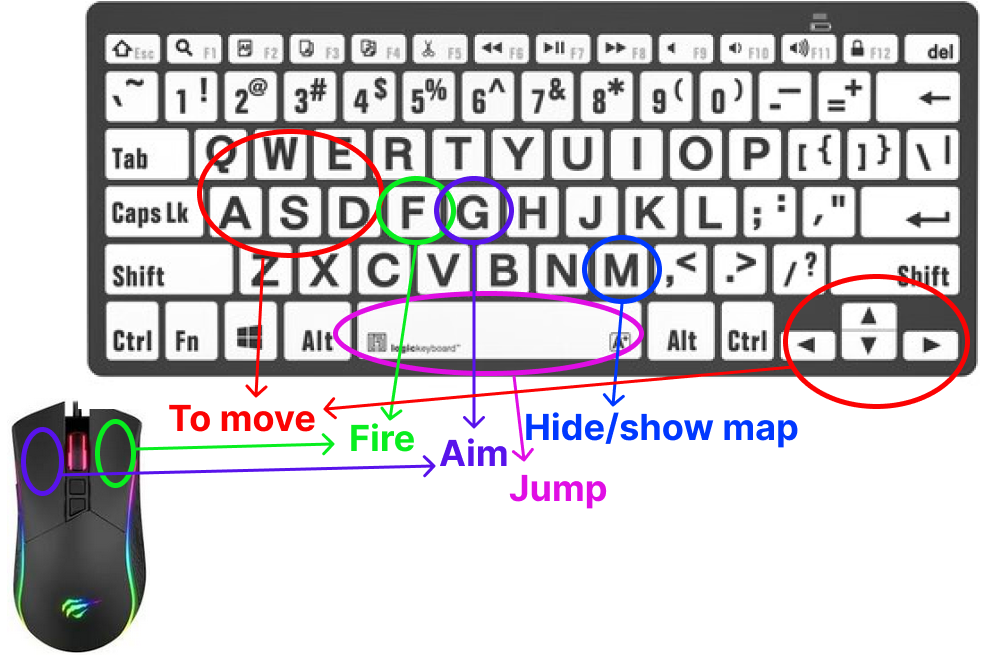 Esc F1 F2 F3 F4 F5 F6 F7 F8 F9 F10 F11 F12 del
` ~ 1 ! 2 @ 3 # 4 $ 5 % 6 ^ 7 & 8 * 9 ( 0 ) - — = +
Tab Q W E R T Y U I O P [ { ] } \ |
Caps Lk A S D F G H J K L ; : , "
Shift Z X C V B N M , < . > / ? Shift
Ctrl Fn Alt logickeyboard™ A+ Alt Ctrl
To move
Fire
Aim
Hide/show map
Jump